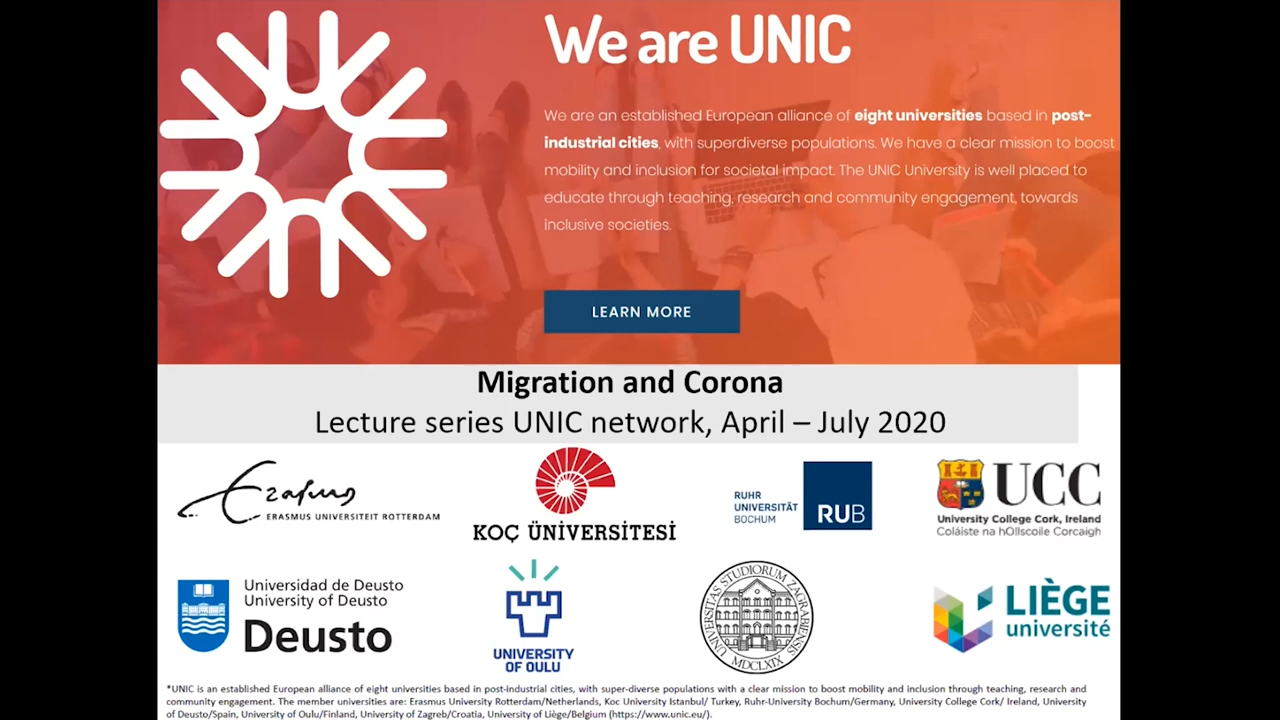 We are UNIC
We are an established European alliance of eight universities based in post-
industrial cities, with superdiverse populations. We have a clear mission to boost
mobility and inclusion for societal impact. The UNIC University is well placed to
educate through teaching, research and community engagement, towards
inclusive societies.
LEARN MORE
Migration and Corona
Lecture series UNIC network, April – July 2020
Erasmus
ERASMUS UNIVERSITEIT ROTTERDAM
KOÇ ÜNİVERSİTESİ
RUHR
UNIVERSITÄT
BOCHUM
RUB
UCC
University College Cork, Ireland
Coláiste na hOllscoile Corcaigh
Universidad de Deusto
University of Deusto
Deusto
UNIVERSITY
OF OULU
UNIVERSITAS STUDIORUM ZAGRABIENSIS
MDCLXIX
LIÈGE
université
*UNIC is an established European alliance of eight universities based in post-industrial cities, with super-diverse populations with a clear mission to boost mobility and inclusion through teaching, research and
community engagement. The member universities are: Erasmus University Rotterdam/Netherlands, Koc University Istanbul/ Turkey, Ruhr-University Bochum/Germany, University College Cork/ Ireland, University
of Deusto/Spain, University of Oulu/Finland, University of Zagreb/Croatia, University of Liège/Belgium (https://www.unic.eu/).